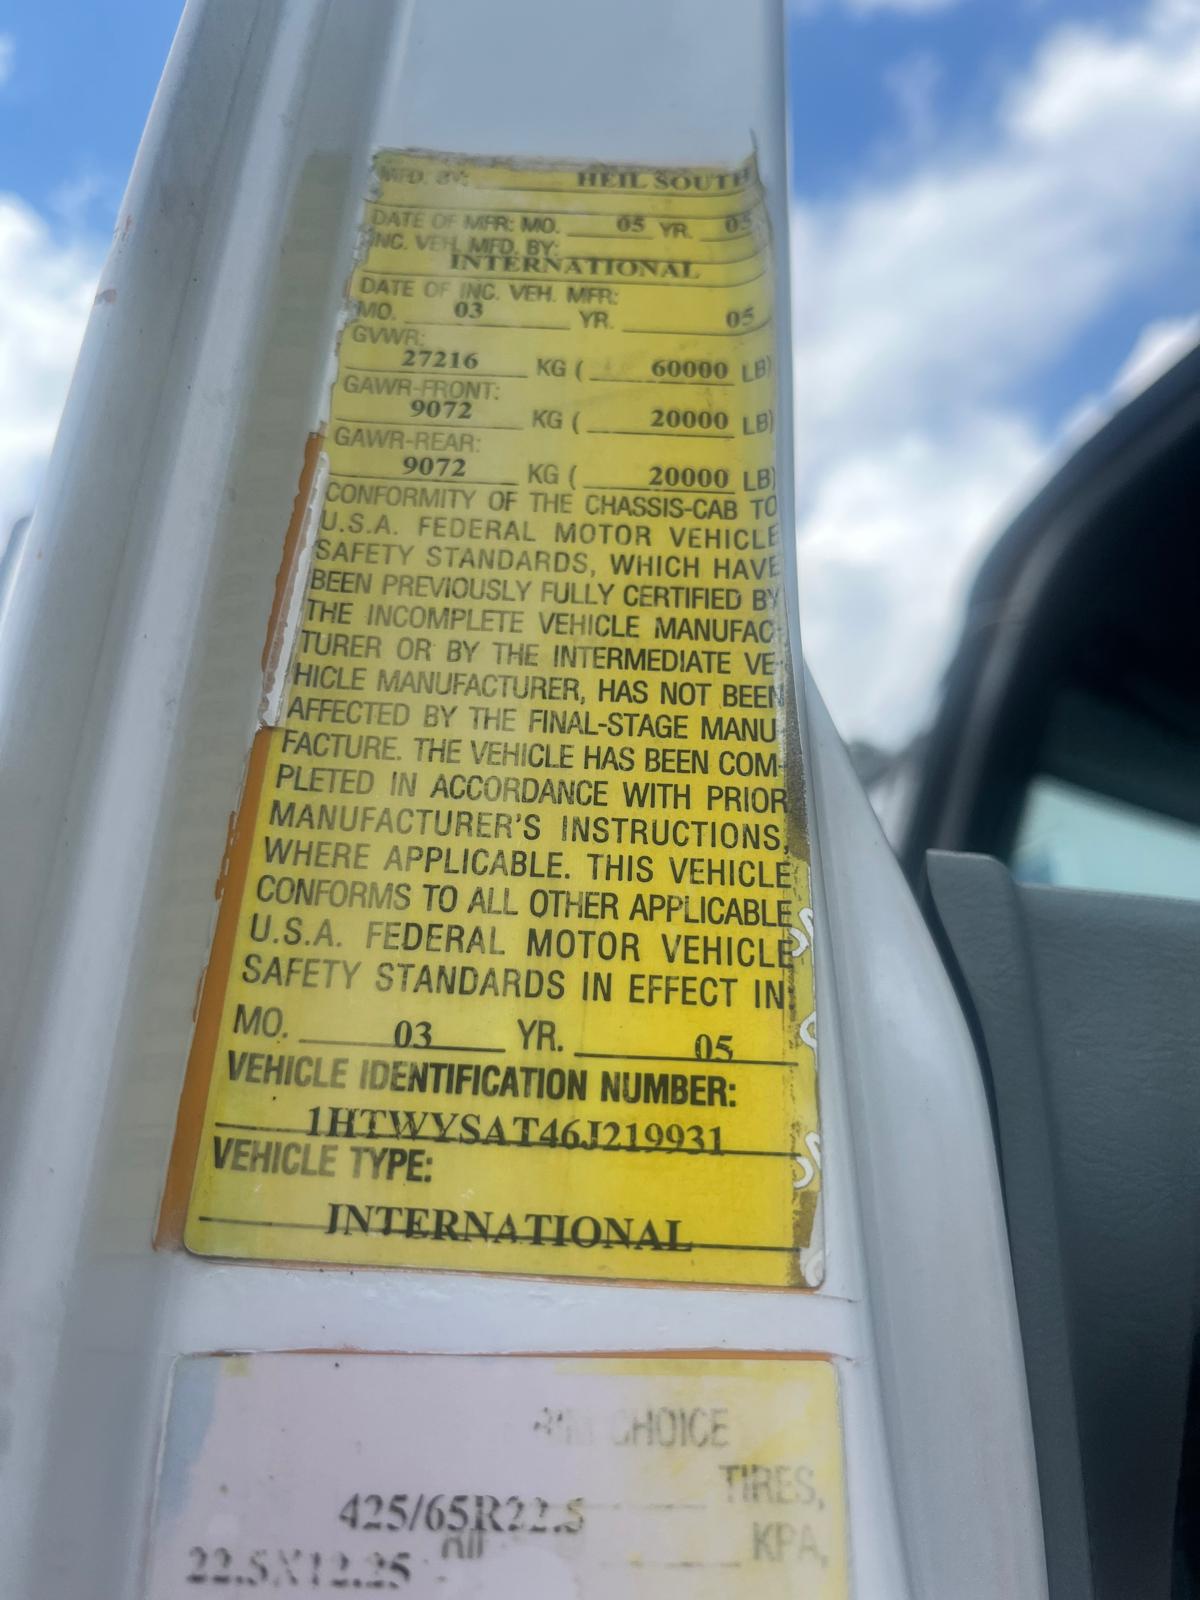 MFD. BY: HEIL SOUTH
DATE OF MFR: MO. 05 YR. 05
INC. VEH. MFD. BY:
INTERNATIONAL
DATE OF INC. VEH. MFR:
MO. 03 YR. 05
GVWR:
27216 KG ( 60000 LB)
GAWR-FRONT:
9072 KG ( 20000 LB)
GAWR-REAR:
9072 KG ( 20000 LB)
CONFORMITY OF THE CHASSIS-CAB TO
U.S.A. FEDERAL MOTOR VEHICLE
SAFETY STANDARDS, WHICH HAVE
BEEN PREVIOUSLY FULLY CERTIFIED BY
THE INCOMPLETE VEHICLE MANUFAC-
TURER OR BY THE INTERMEDIATE VE-
HICLE MANUFACTURER, HAS NOT BEEN
AFFECTED BY THE FINAL-STAGE MANU
FACTURE. THE VEHICLE HAS BEEN COM-
PLETED IN ACCORDANCE WITH PRIOR
MANUFACTURER'S INSTRUCTIONS,
WHERE APPLICABLE. THIS VEHICLE
CONFORMS TO ALL OTHER APPLICABLE
U.S.A. FEDERAL MOTOR VEHICLE
SAFETY STANDARDS IN EFFECT IN
MO. 03 YR. 05
VEHICLE IDENTIFICATION NUMBER:
1HTWYSAT46J219931
VEHICLE TYPE:
INTERNATIONAL
CHOICE
TIRES,
425/65R22.5
KPA,
22.5X12.25